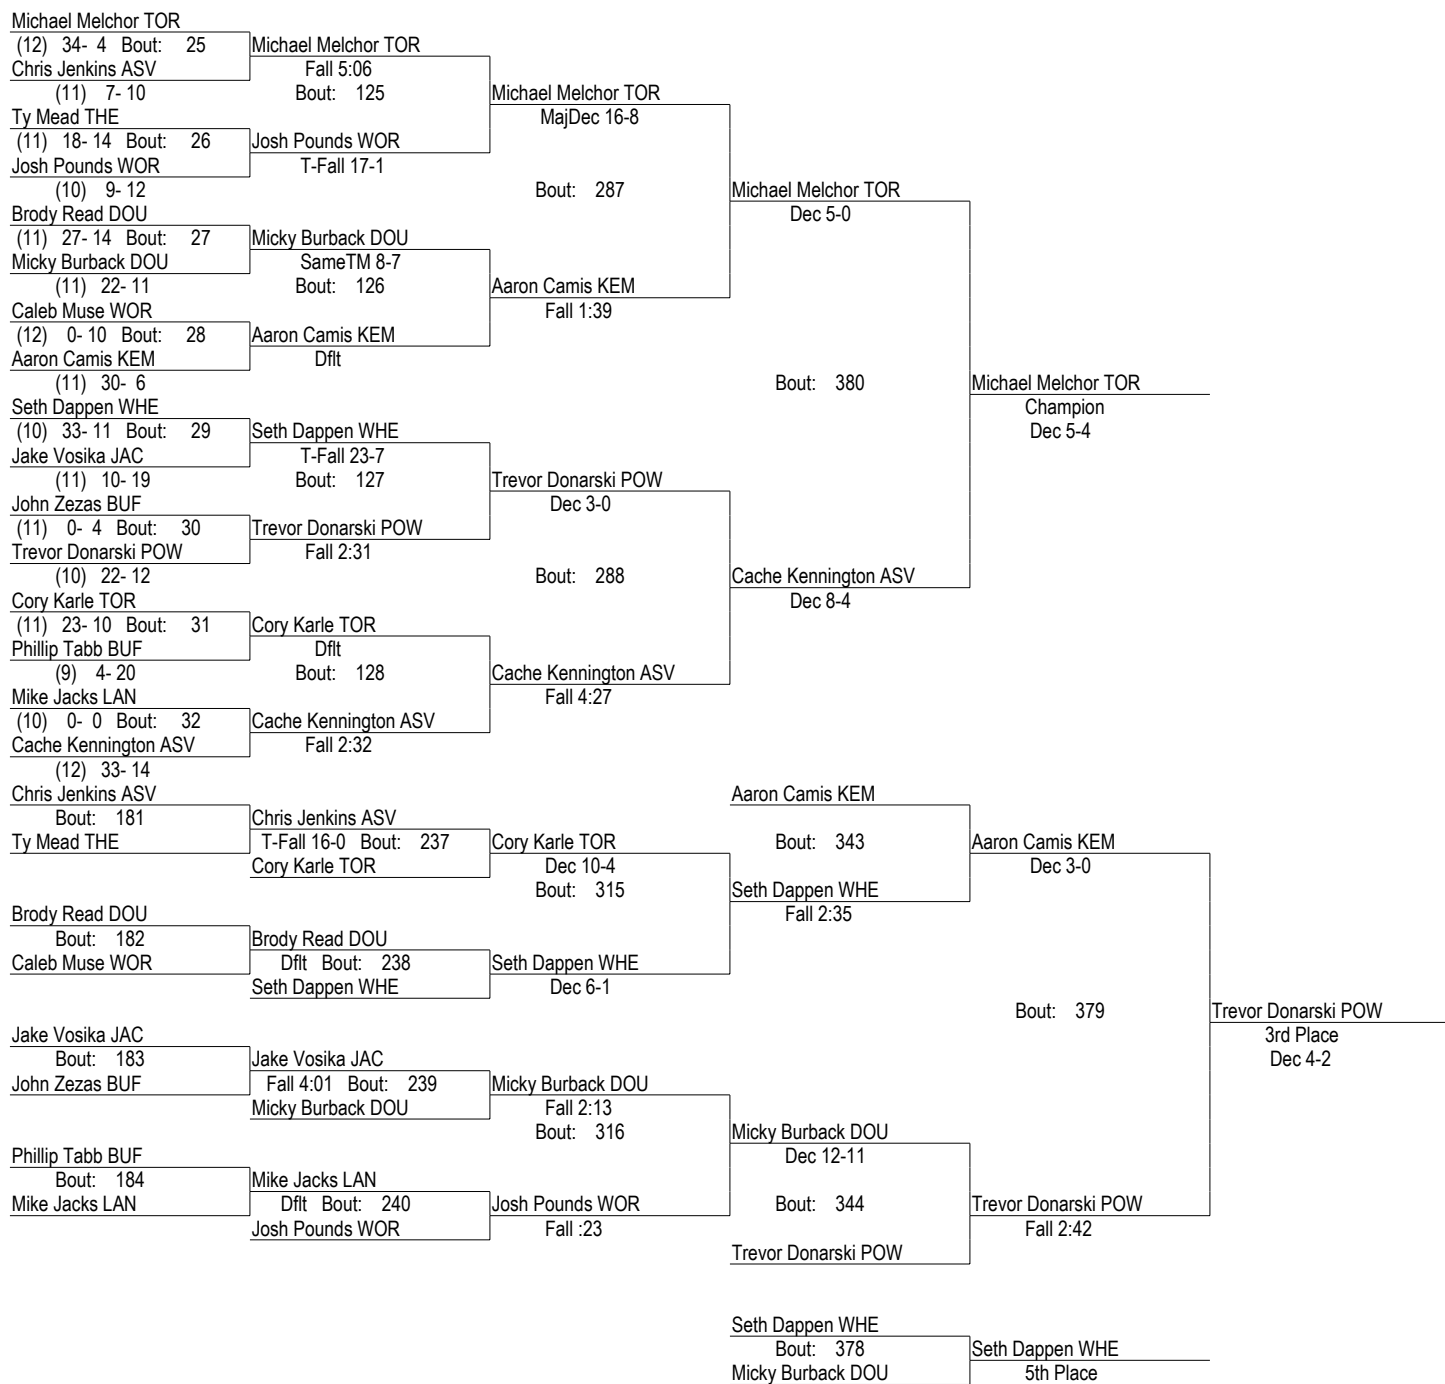 Michael Melchor TOR
(12) 34- 4 Bout: 25 Michael Melchor TOR
Chris Jenkins ASV Fall 5:06
(11) 7- 10 Bout: 125 Michael Melchor TOR
Ty Mead THE MajDec 16-8
(11) 18- 14 Bout: 26 Josh Pounds WOR
Josh Pounds WOR T-Fall 17-1
(10) 9- 12 Bout: 287 Michael Melchor TOR
Brody Read DOU Dec 5-0
(11) 27- 14 Bout: 27 Micky Burback DOU
Micky Burback DOU SameTM 8-7
(11) 22- 11 Bout: 126 Aaron Camis KEM
Caleb Muse WOR Fall 1:39
(12) 0- 10 Bout: 28 Aaron Camis KEM
Aaron Camis KEM Dflt
(11) 30- 6 Bout: 380 Michael Melchor TOR
Seth Dappen WHE Champion
(10) 33- 11 Bout: 29 Seth Dappen WHE Dec 5-4
Jake Vosika JAC T-Fall 23-7
(11) 10- 19 Bout: 127 Trevor Donarski POW
John Zezas BUF Dec 3-0
(11) 0- 4 Bout: 30 Trevor Donarski POW
Trevor Donarski POW Fall 2:31
(10) 22- 12 Bout: 288 Cache Kennington ASV
Cory Karle TOR Dec 8-4
(11) 23- 10 Bout: 31 Cory Karle TOR
Phillip Tabb BUF Dflt
(9) 4- 20 Bout: 128 Cache Kennington ASV
Mike Jacks LAN Fall 4:27
(10) 0- 0 Bout: 32 Cache Kennington ASV
Cache Kennington ASV Fall 2:32
(12) 33- 14
Chris Jenkins ASV Aaron Camis KEM
Bout: 181 Chris Jenkins ASV
Ty Mead THE T-Fall 16-0 Bout: 237 Cory Karle TOR Bout: 343 Aaron Camis KEM
Cory Karle TOR Dec 10-4 Dec 3-0
Bout: 315 Seth Dappen WHE
Brody Read DOU Fall 2:35
Bout: 182 Brody Read DOU
Caleb Muse WOR Dflt Bout: 238 Seth Dappen WHE
Seth Dappen WHE Dec 6-1
Bout: 379 Trevor Donarski POW
Jake Vosika JAC 3rd Place
Bout: 183 Jake Vosika JAC Dec 4-2
John Zezas BUF Fall 4:01 Bout: 239 Micky Burback DOU
Micky Burback DOU Fall 2:13
Bout: 316 Micky Burback DOU
Phillip Tabb BUF Dec 12-11
Bout: 184 Mike Jacks LAN
Mike Jacks LAN Dflt Bout: 240 Josh Pounds WOR Bout: 344 Trevor Donarski POW
Josh Pounds WOR Fall :23 Fall 2:42
Trevor Donarski POW
Seth Dappen WHE
Bout: 378 Seth Dappen WHE
Micky Burback DOU 5th Place